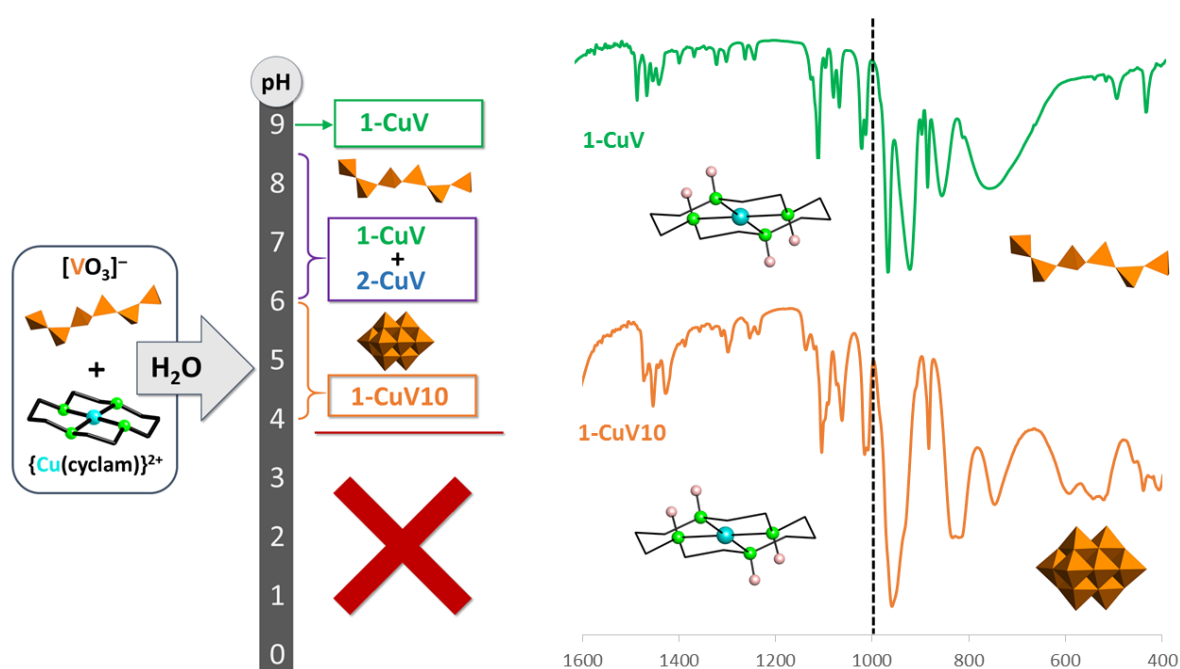 [VO₃]⁻
+
{Cu(cyclam)}²⁺
H₂O
pH
9
8
7
6
5
4
3
2
1
0
1-CuV
1-CuV
+
2-CuV
1-CuV10
1-CuV
1-CuV10
1600 1400 1200 1000 800 600 400